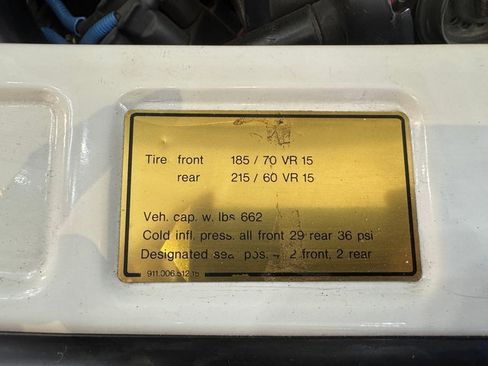 Tire front 185 / 70 VR 15
rear 215 / 60 VR 15
Veh. cap. w. lbs 662
Cold infl. press. all front 29 rear 36 psi
Designated pos. 2 front, 2 rear
911.006.512.15